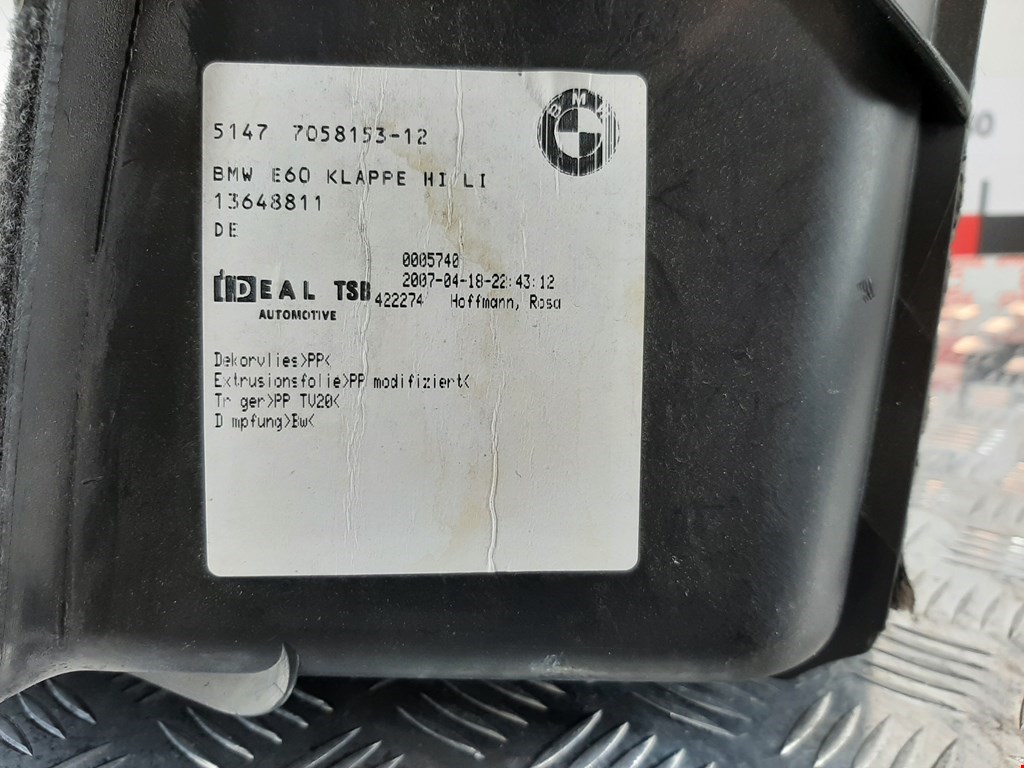 BMW
5147 7058153-12
BMW E60 KLAPPE HI LI
13648811
DE
0005740
IDEAL TSB 2007-04-18-22:43:12
422274 Hoffmann, Rosa
AUTOMOTIVE
Dekorvlies>PP<
Extrusionsfolie>PP modifiziert<
Tr ger>PP TV20<
D mpfung>Bw<